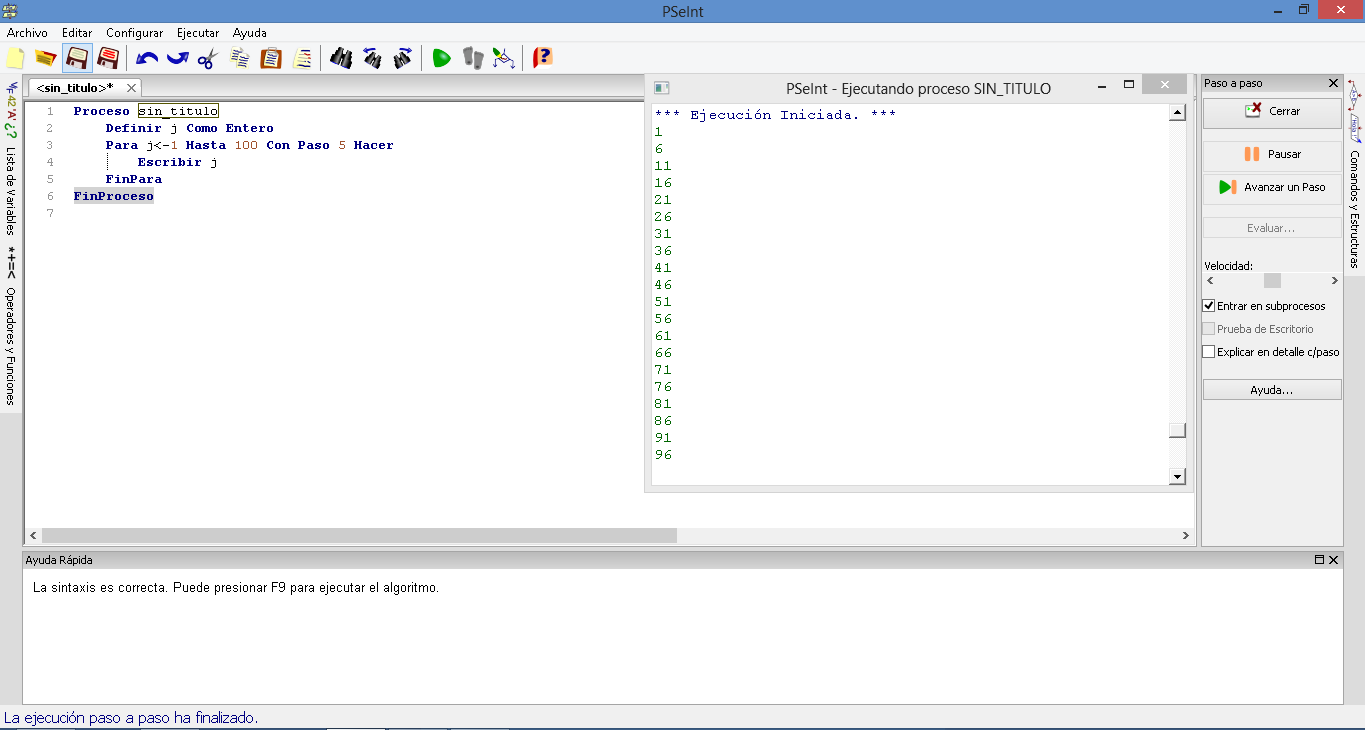 PSeInt
Archivo Editar Configurar Ejecutar Ayuda
<sin_titulo>*
1 Proceso sin_titulo
2 Definir j Como Entero
3 Para j<-1 Hasta 100 Con Paso 5 Hacer
4 Escribir j
5 FinPara
6 FinProceso
7
42 'A' ¿? Lista de Variables
*+=< Operadores y Funciones
PSeInt - Ejecutando proceso SIN_TITULO
*** Ejecución Iniciada. ***
1
6
11
16
21
26
31
36
41
46
51
56
61
66
71
76
81
86
91
96
Paso a paso
Cerrar
Pausar
Avanzar un Paso
Evaluar...
Velocidad:
Entrar en subprocesos
Prueba de Escritorio
Explicar en detalle c/paso
Ayuda...
Comandos y Estructuras
Ayuda Rápida
La sintaxis es correcta. Puede presionar F9 para ejecutar el algoritmo.
La ejecución paso a paso ha finalizado.